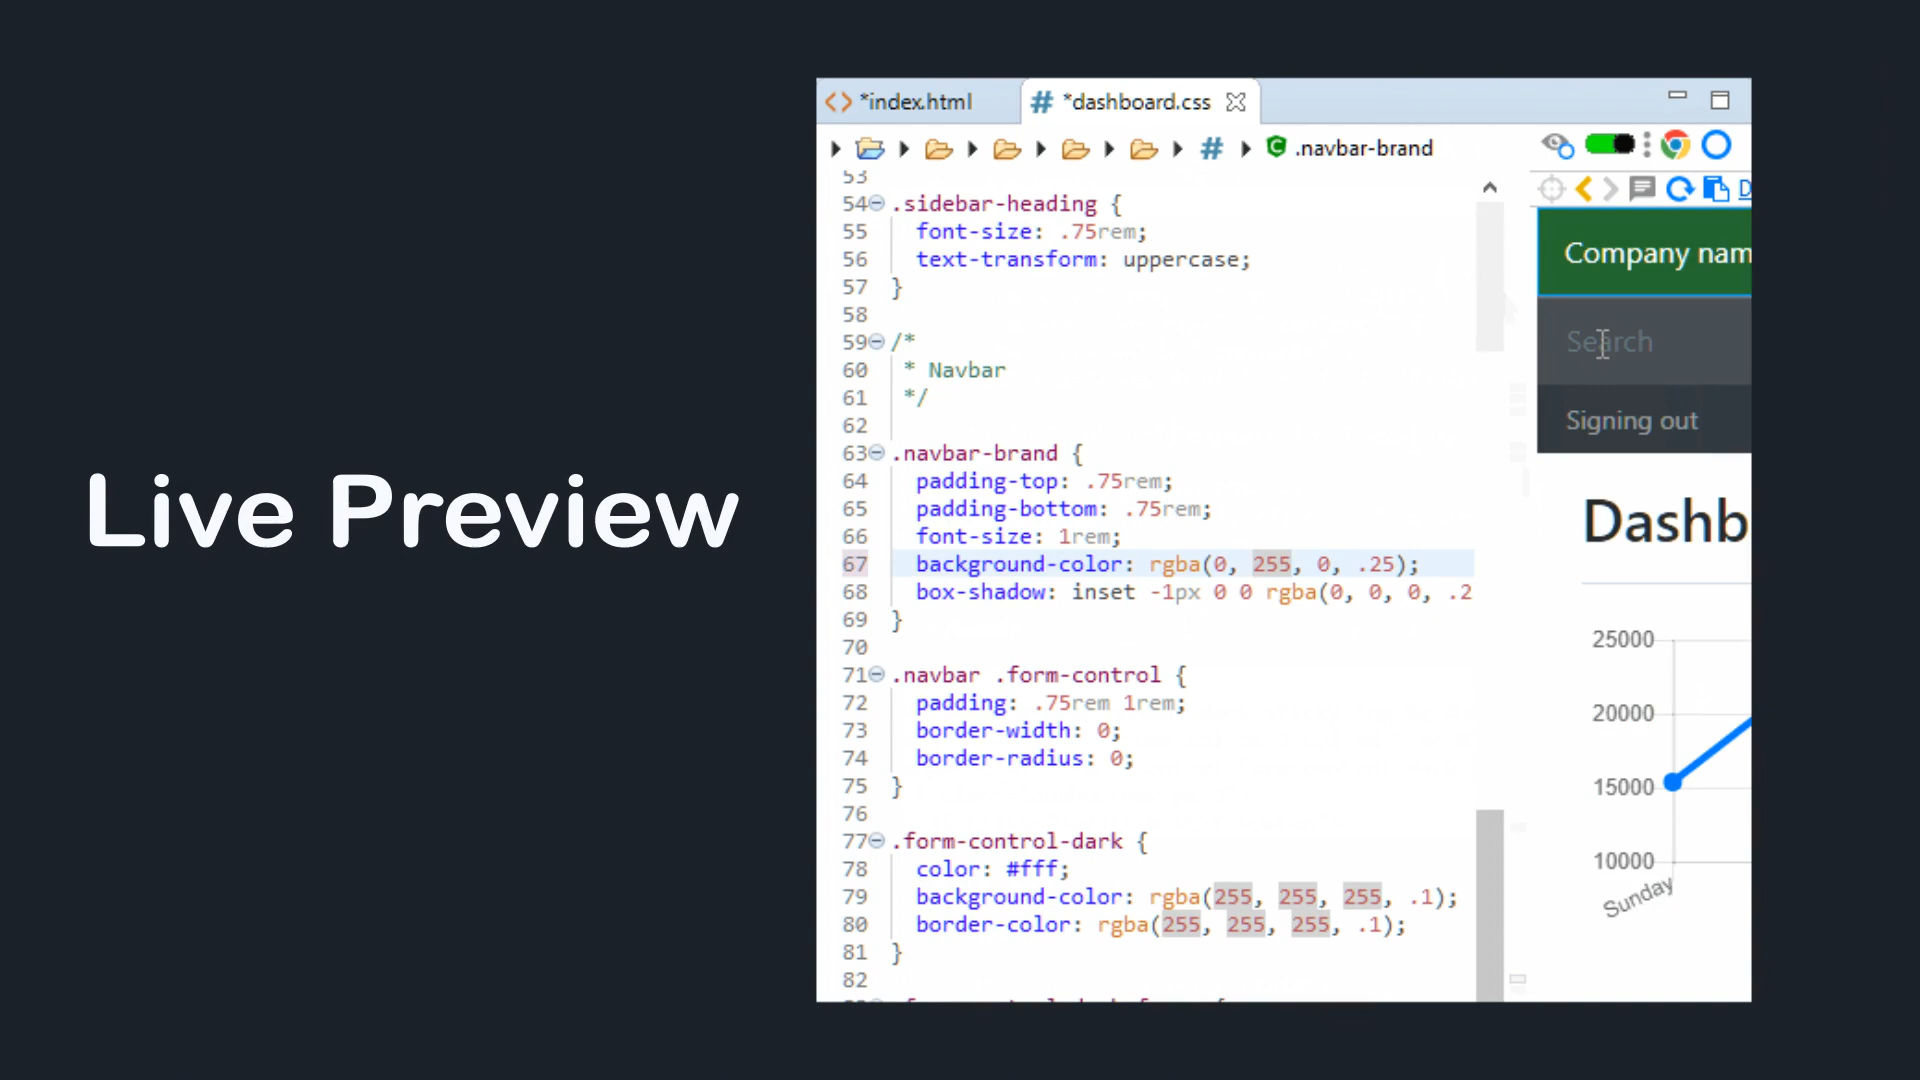 Live Preview
*index.html
*dashboard.css
.navbar-brand
53
54 .sidebar-heading {
55 font-size: .75rem;
56 text-transform: uppercase;
57 }
58
59 /*
60 * Navbar
61 */
62
63 .navbar-brand {
64 padding-top: .75rem;
65 padding-bottom: .75rem;
66 font-size: 1rem;
67 background-color: rgba(0, 255, 0, .25);
68 box-shadow: inset -1px 0 0 rgba(0, 0, 0, .2
69 }
70
71 .navbar .form-control {
72 padding: .75rem 1rem;
73 border-width: 0;
74 border-radius: 0;
75 }
76
77 .form-control-dark {
78 color: #fff;
79 background-color: rgba(255, 255, 255, .1);
80 border-color: rgba(255, 255, 255, .1);
81 }
82
D
Company nam
Search
Signing out
Dashb
25000
20000
15000
10000
Sunday